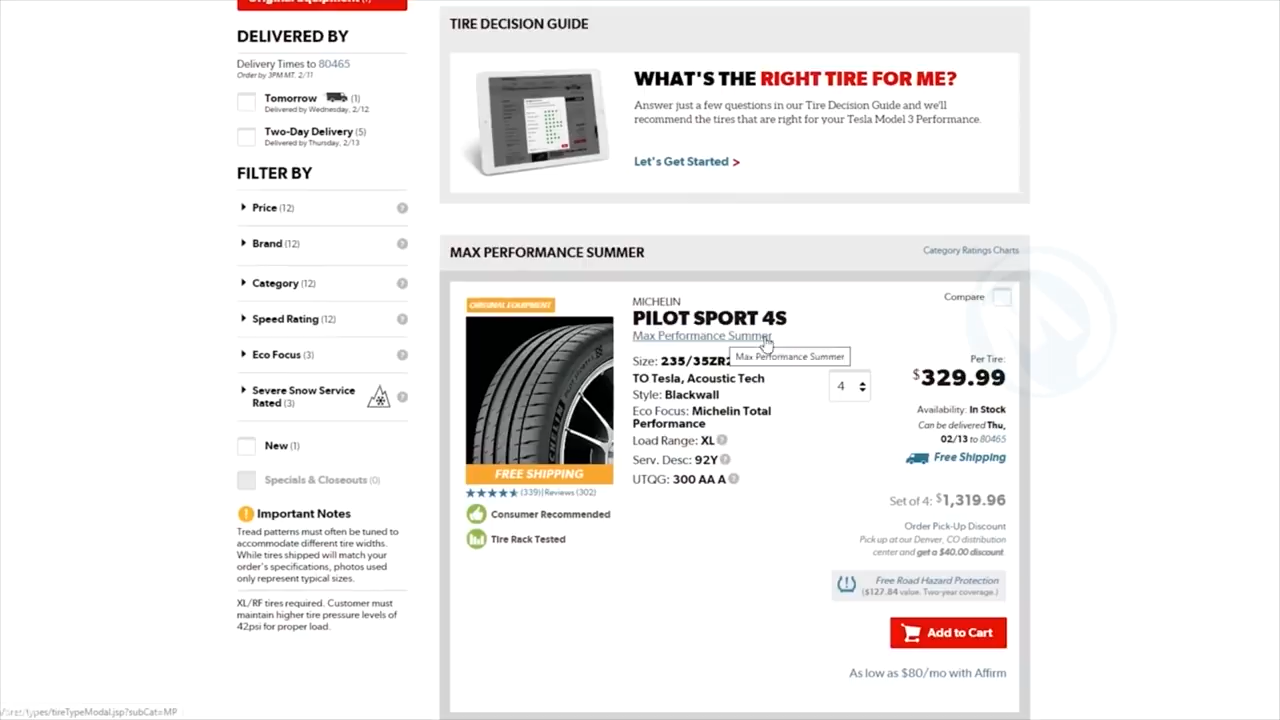 Original Equipment (1)
DELIVERED BY
Delivery Times to 80465
Order by 3PM MT. 2/11
Tomorrow (1)
Delivered by Wednesday, 2/12
Two-Day Delivery (5)
Delivered by Thursday, 2/13
FILTER BY
Price (12)
Brand (12)
Category (12)
Speed Rating (12)
Eco Focus (3)
Severe Snow Service
Rated (3)
New (1)
Specials & Closeouts (0)
Important Notes
Tread patterns must often be tuned to
accommodate different tire widths.
While tires shipped will match your
order's specifications, photos used
only represent typical sizes.
XL/RF tires required. Customer must
maintain higher tire pressure levels of
42psi for proper load.
TIRE DECISION GUIDE
WHAT'S THE RIGHT TIRE FOR ME?
Answer just a few questions in our Tire Decision Guide and we'll
recommend the tires that are right for your Tesla Model 3 Performance.
Let's Get Started >
MAX PERFORMANCE SUMMER
Category Ratings Charts
Compare
ORIGINAL EQUIPMENT
FREE SHIPPING
(339)|Reviews (302)
Consumer Recommended
Tire Rack Tested
MICHELIN
PILOT SPORT 4S
Max Performance Summer
Max Performance Summer
Size: 235/35ZR2
TO Tesla, Acoustic Tech
Style: Blackwall
Eco Focus: Michelin Total
Performance
Load Range: XL
Serv. Desc: 92Y
UTQG: 300 AA A
4
Per Tire:
$329.99
Availability: In Stock
Can be delivered Thu,
02/13 to 80465
Free Shipping
Set of 4: $1,319.96
Order Pick-Up Discount
Pick up at our Denver, CO distribution
center and get a $40.00 discount.
Free Road Hazard Protection
($127.84 value. Two-year coverage.)
Add to Cart
As low as $80/mo with Affirm
/tires/types/tireTypeModal.jsp?subCat=MP